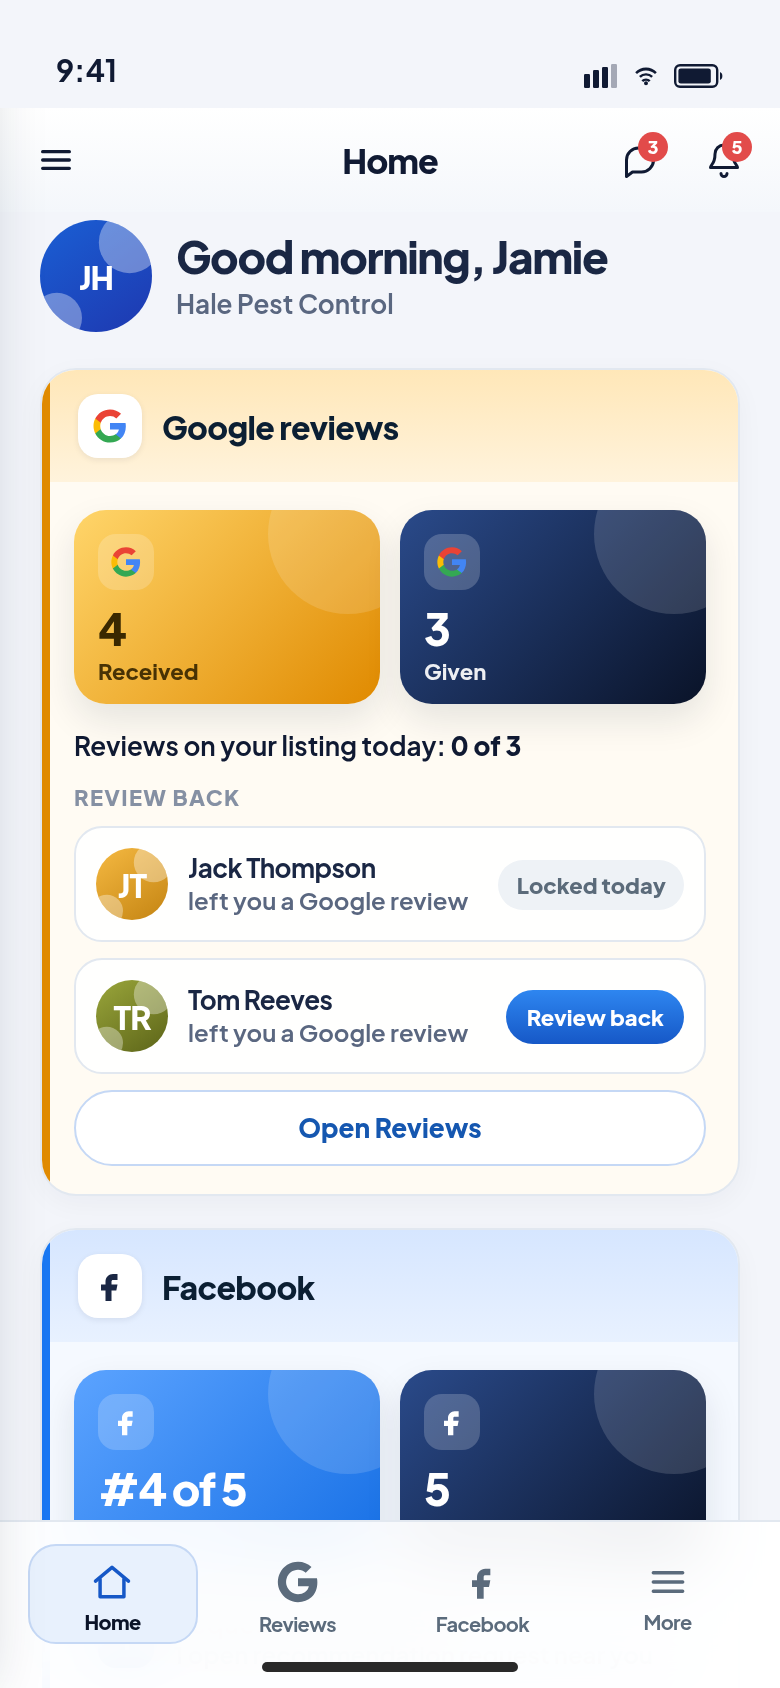 9:41
Home
3
5
JH
Good morning, Jamie
Hale Pest Control
Google reviews
4
Received
3
Given
Reviews on your listing today: 0 of 3
REVIEW BACK
JT
Jack Thompson
left you a Google review
Locked today
TR
Tom Reeves
left you a Google review
Review back
Open Reviews
Facebook
#4 of 5
5
Home
Reviews
Facebook
More